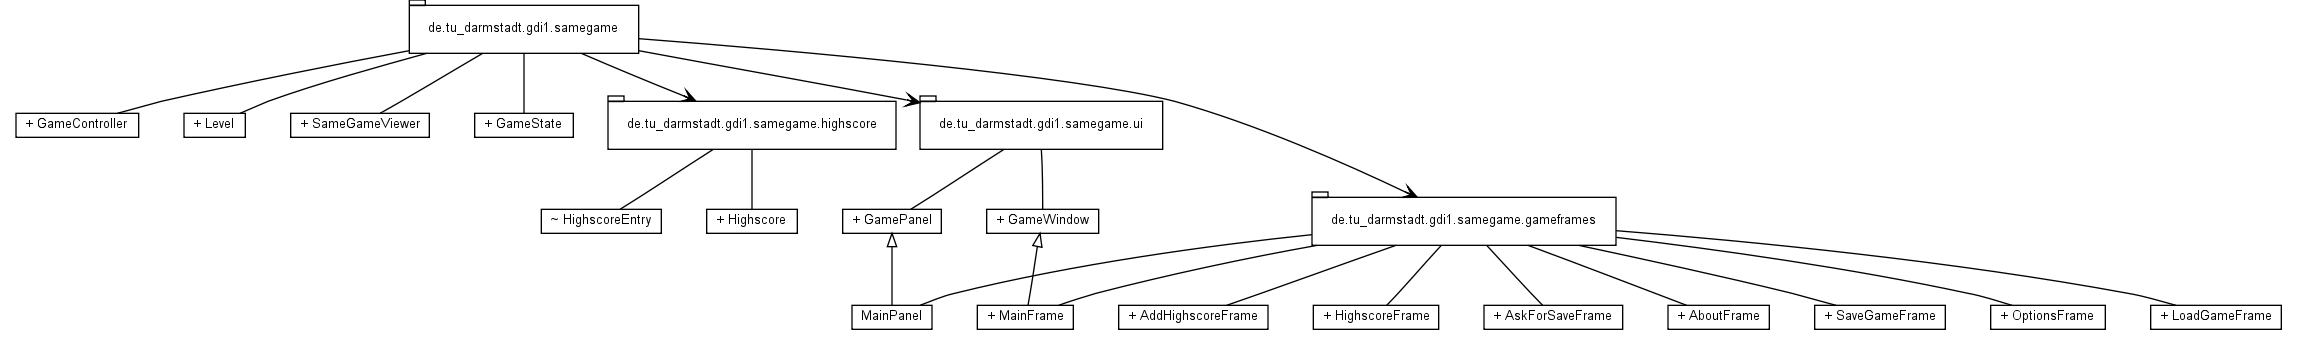 de.tu_darmstadt.gdi1.samegame
+ GameController
+ Level
+ SameGameViewer
+ GameState
de.tu_darmstadt.gdi1.samegame.highscore
de.tu_darmstadt.gdi1.samegame.ui
~ HighscoreEntry
+ Highscore
+ GamePanel
+ GameWindow
de.tu_darmstadt.gdi1.samegame.gameframes
MainPanel
+ MainFrame
+ AddHighscoreFrame
+ HighscoreFrame
+ AskForSaveFrame
+ AboutFrame
+ SaveGameFrame
+ OptionsFrame
+ LoadGameFrame